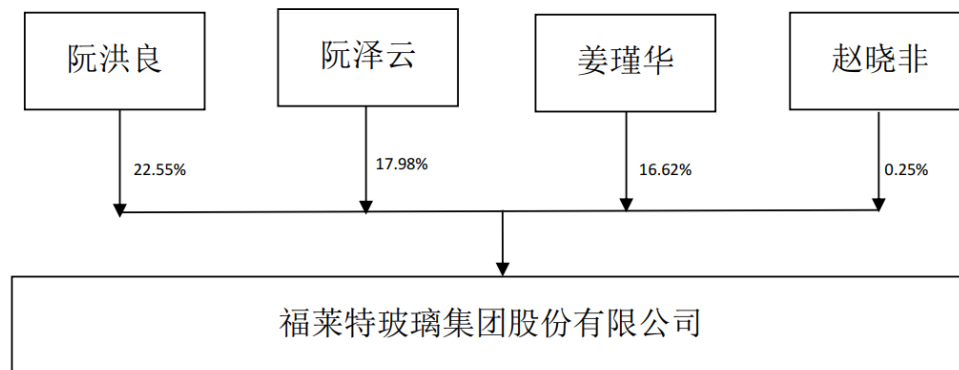 阮洪良
阮泽云
姜瑾华
赵晓非
22.55%
17.98%
16.62%
0.25%
福莱特玻璃集团股份有限公司